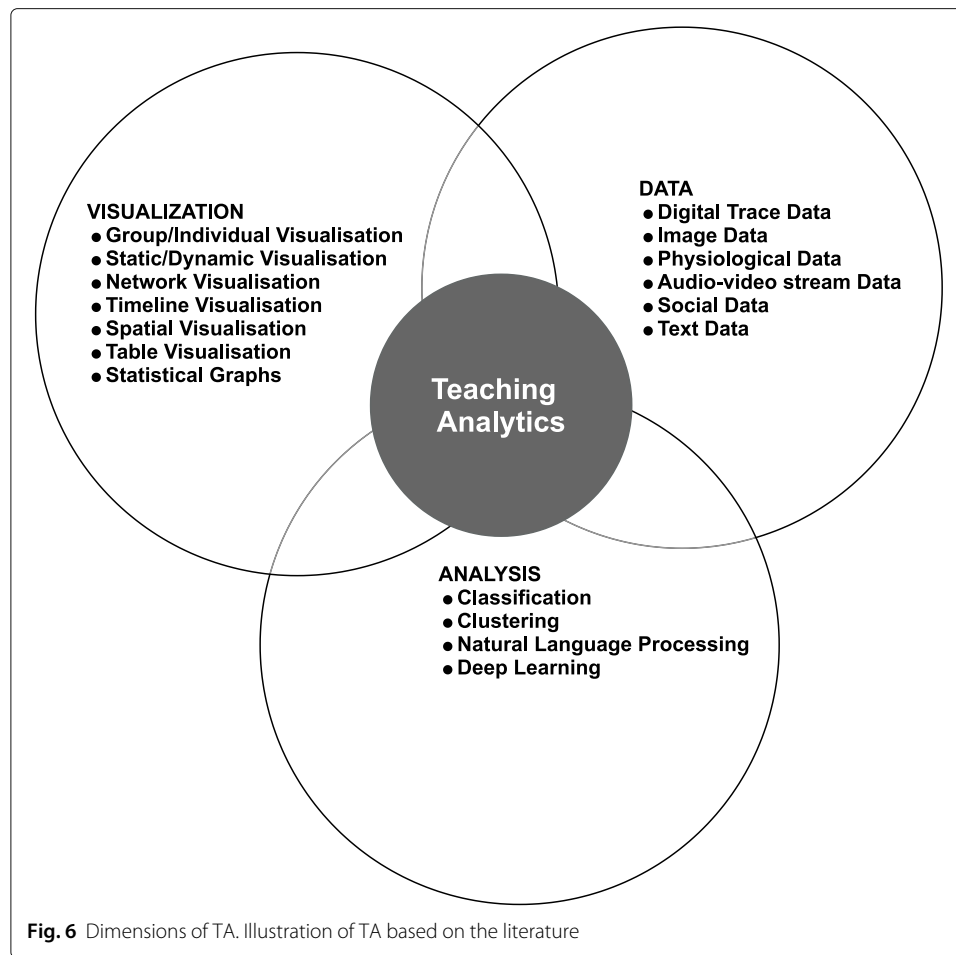 VISUALIZATION
● Group/Individual Visualisation
● Static/Dynamic Visualisation
● Network Visualisation
● Timeline Visualisation
● Spatial Visualisation
● Table Visualisation
● Statistical Graphs
DATA
● Digital Trace Data
● Image Data
● Physiological Data
● Audio-video stream Data
● Social Data
● Text Data
Teaching
Analytics
ANALYSIS
● Classification
● Clustering
● Natural Language Processing
● Deep Learning
Fig. 6 Dimensions of TA. Illustration of TA based on the literature